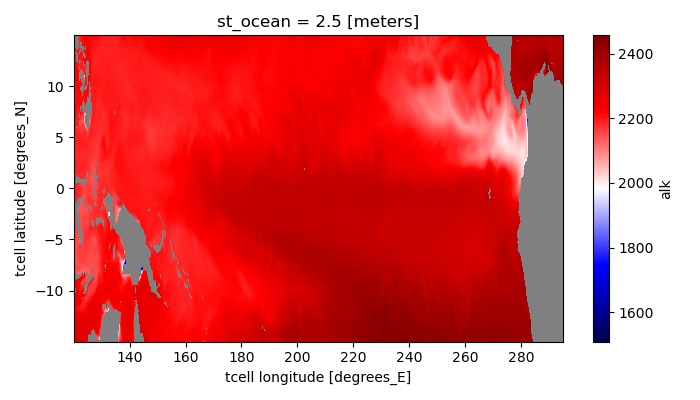 st_ocean = 2.5 [meters]
tcell latitude [degrees_N]
10
5
0
−5
−10
140 160 180 200 220 240 260 280
tcell longitude [degrees_E]
2400
2200
2000
1800
1600
alk